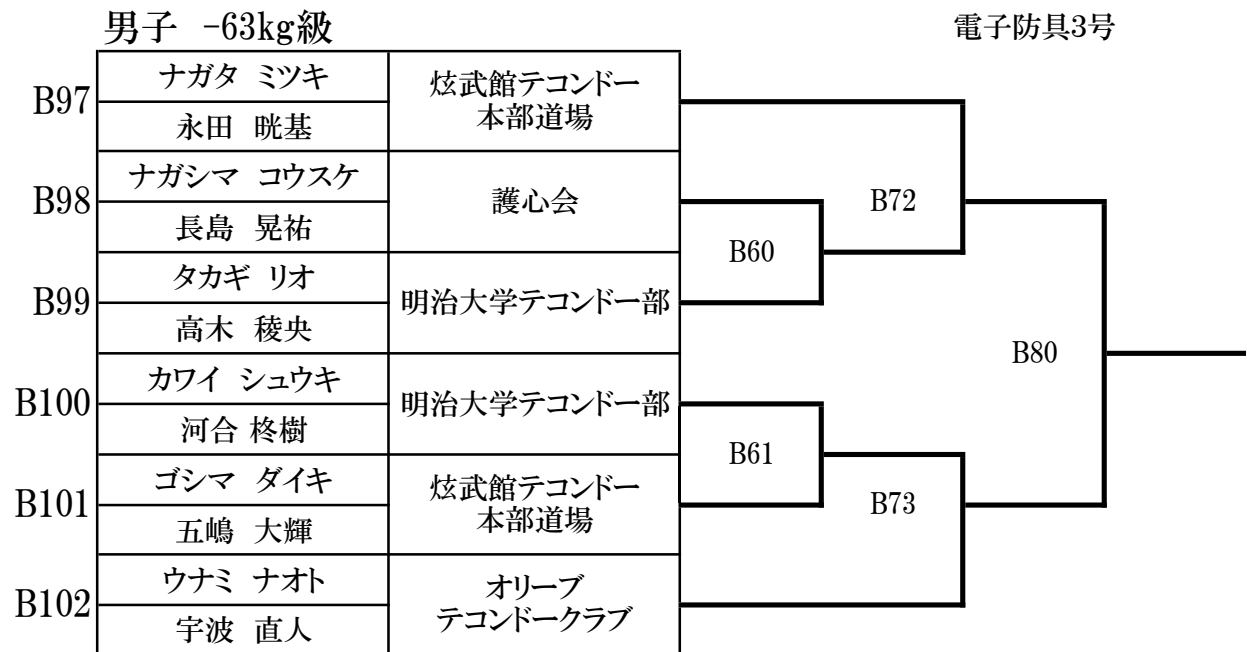 男子 -63kg級
電子防具3号
B97
ナガタ ミツキ
永田 晄基
炫武館テコンドー
本部道場
B98
ナガシマ コウスケ
長島 晃祐
護心会
B99
タカギ リオ
高木 稜央
明治大学テコンドー部
B100
カワイ シュウキ
河合 柊樹
明治大学テコンドー部
B101
ゴシマ ダイキ
五嶋 大輝
炫武館テコンドー
本部道場
B102
ウナミ ナオト
宇波 直人
オリーブ
テコンドークラブ
B72
B60
B80
B61
B73